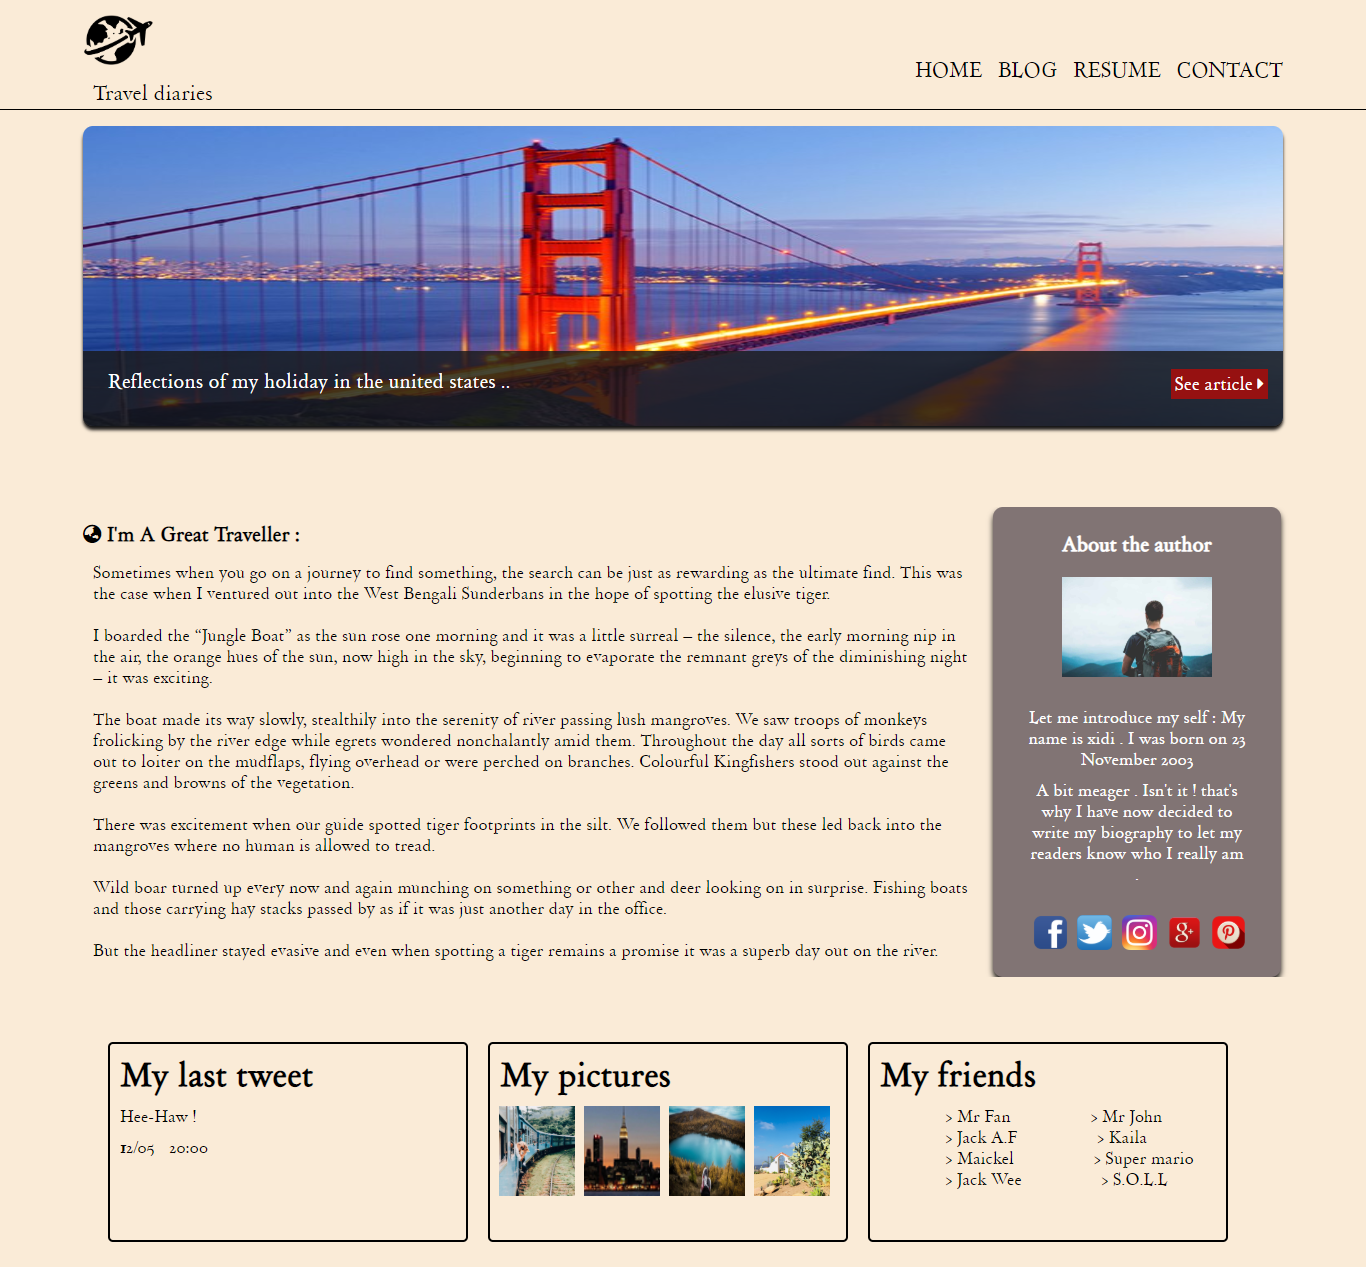 Travel diaries
HOME BLOG RESUME CONTACT
Reflections of my holiday in the united states ..
See article
I'm A Great Traveller :
Sometimes when you go on a journey to find something, the search can be just as rewarding as the ultimate find. This was
the case when I ventured out into the West Bengali Sunderbans in the hope of spotting the elusive tiger.
I boarded the “Jungle Boat” as the sun rose one morning and it was a little surreal – the silence, the early morning nip in
the air, the orange hues of the sun, now high in the sky, beginning to evaporate the remnant greys of the diminishing night
– it was exciting.
The boat made its way slowly, stealthily into the serenity of river passing lush mangroves. We saw troops of monkeys
frolicking by the river edge while egrets wondered nonchalantly amid them. Throughout the day all sorts of birds came
out to loiter on the mudflaps, flying overhead or were perched on branches. Colourful Kingfishers stood out against the
greens and browns of the vegetation.
There was excitement when our guide spotted tiger footprints in the silt. We followed them but these led back into the
mangroves where no human is allowed to tread.
Wild boar turned up every now and again munching on something or other and deer looking on in surprise. Fishing boats
and those carrying hay stacks passed by as if it was just another day in the office.
But the headliner stayed evasive and even when spotting a tiger remains a promise it was a superb day out on the river.
About the author
Let me introduce my self : My
name is xidi . I was born on 23
November 2003
A bit meager . Isn't it ! that's
why I have now decided to
write my biography to let my
readers know who I really am
.
My last tweet
Hee-Haw !
12/05 20:00
My pictures
My friends
> Mr Fan > Mr John
> Jack A.F > Kaila
> Maickel > Super mario
> Jack Wee > S.O.L.L